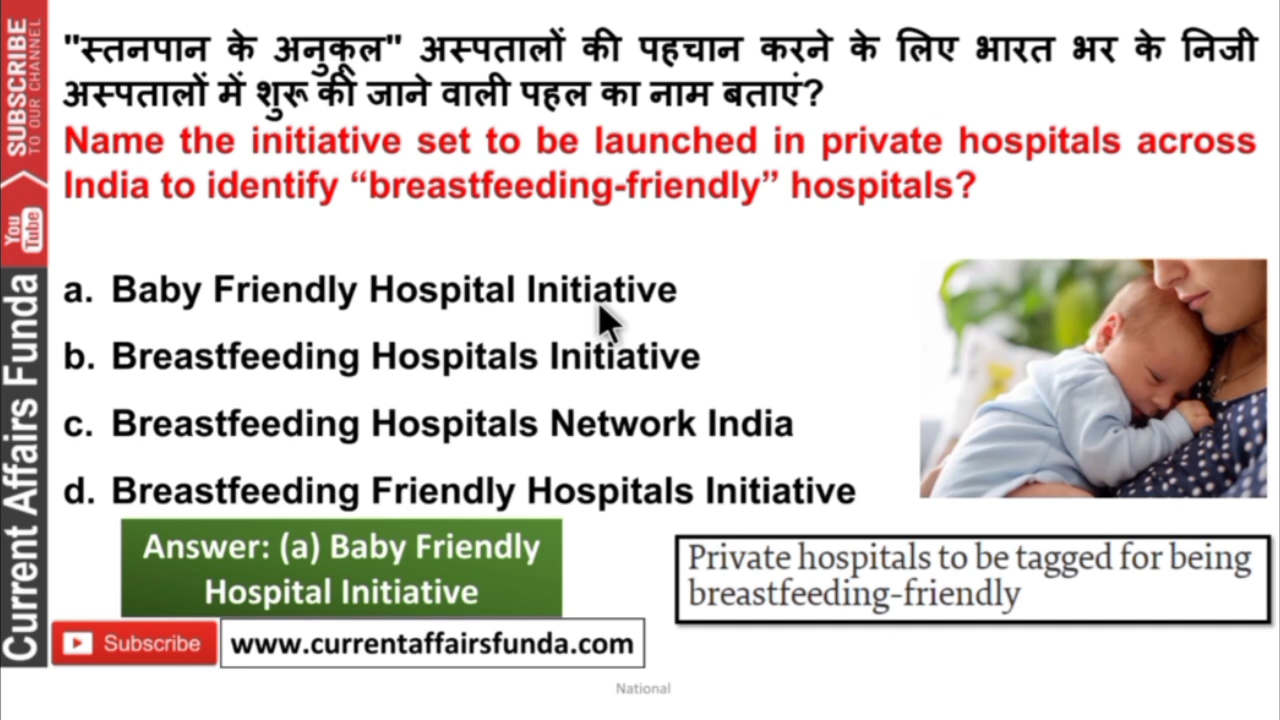 "स्तनपान के अनुकूल" अस्पतालों की पहचान करने के लिए भारत भर के निजी
अस्पतालों में शुरू की जाने वाली पहल का नाम बताएं?
Name the initiative set to be launched in private hospitals across
India to identify “breastfeeding-friendly” hospitals?
a. Baby Friendly Hospital Initiative
b. Breastfeeding Hospitals Initiative
c. Breastfeeding Hospitals Network India
d. Breastfeeding Friendly Hospitals Initiative
Answer: (a) Baby Friendly
Hospital Initiative
Private hospitals to be tagged for being
breastfeeding-friendly
Subscribe
www.currentaffairsfunda.com
National
SUBSCRIBE
TO OUR CHANNEL
You
Tube
Current Affairs Funda